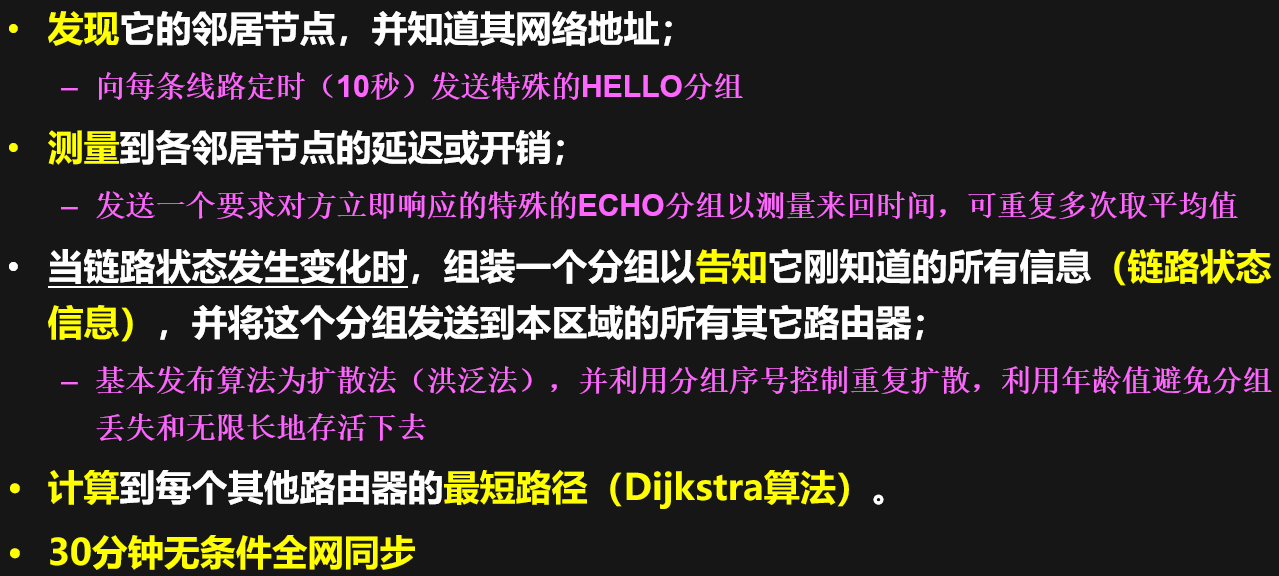 • 发现它的邻居节点，并知道其网络地址；
– 向每条线路定时（10秒）发送特殊的HELLO分组
• 测量到各邻居节点的延迟或开销；
– 发送一个要求对方立即响应的特殊的ECHO分组以测量来回时间，可重复多次取平均值
• 当链路状态发生变化时，组装一个分组以告知它刚知道的所有信息（链路状态
信息），并将这个分组发送到本区域的所有其它路由器；
– 基本发布算法为扩散法（洪泛法），并利用分组序号控制重复扩散，利用年龄值避免分组
丢失和无限长地存活下去
• 计算到每个其他路由器的最短路径（Dijkstra算法）。
• 30分钟无条件全网同步